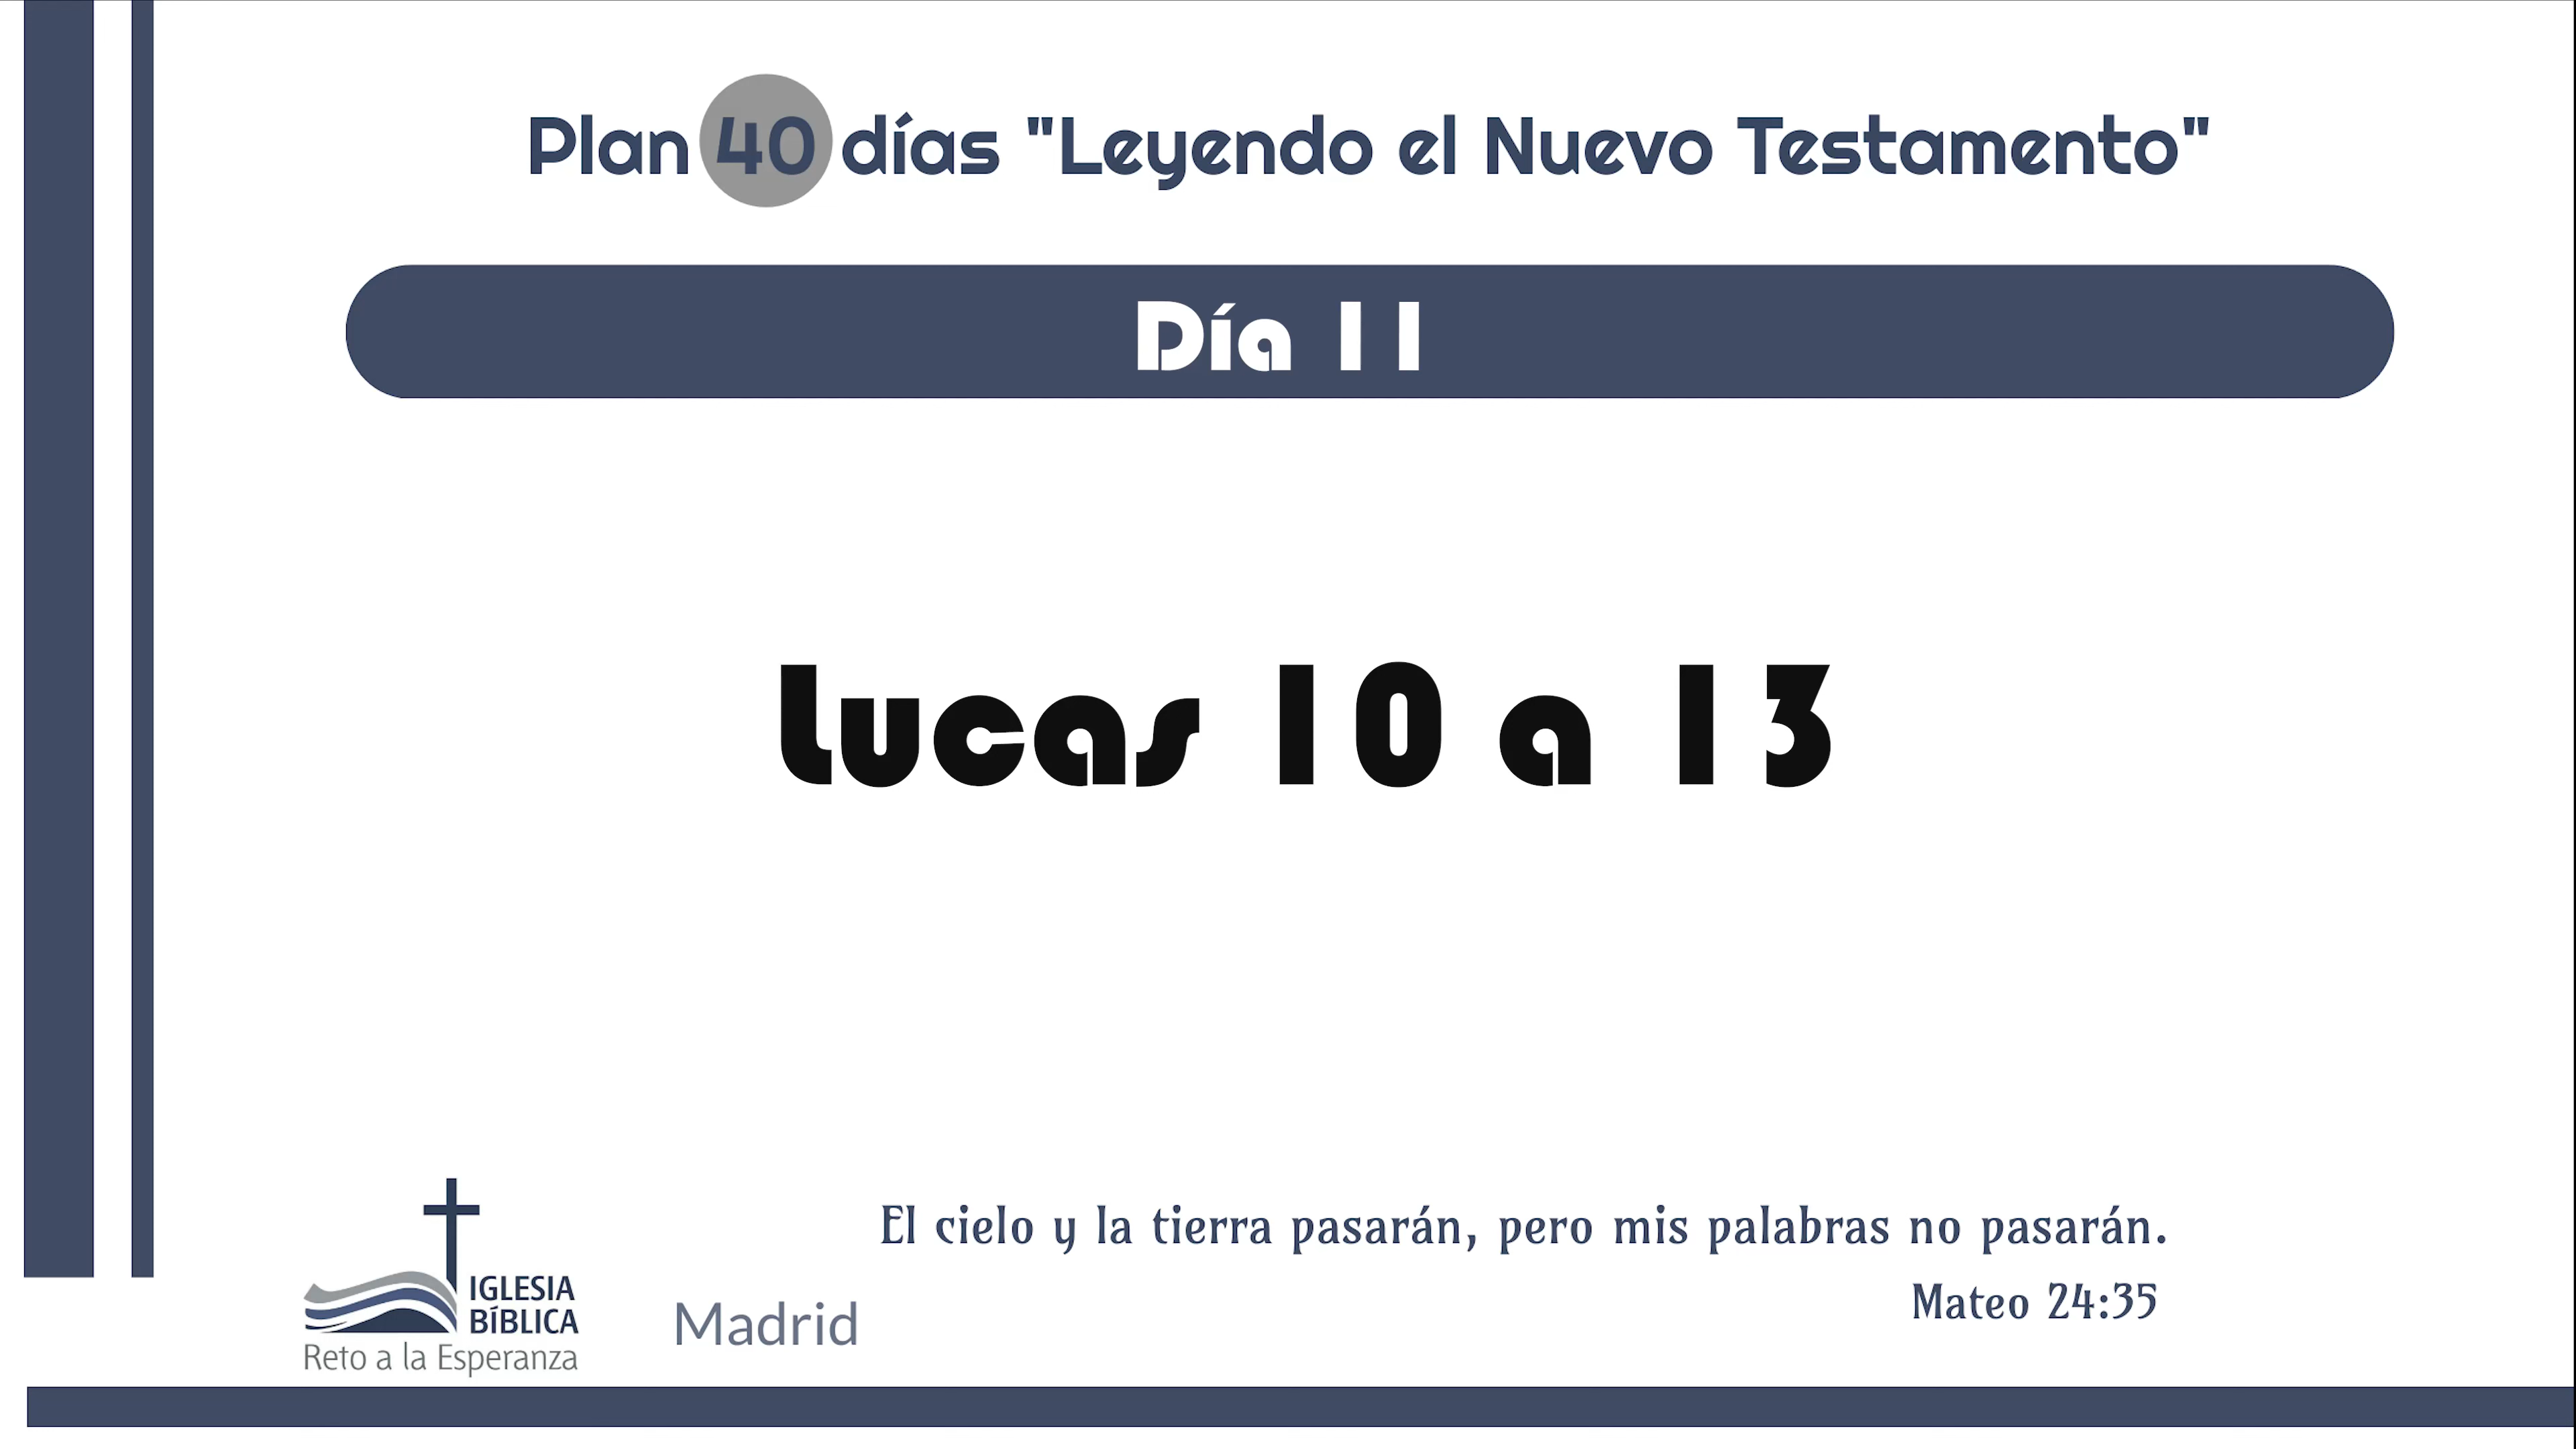 Plan 40 días "Leyendo el Nuevo Testamento"
Día 11
Lucas 10 a 13
El cielo y la tierra pasarán, pero mis palabras no pasarán.
Mateo 24:35
IGLESIA
BÍBLICA
Reto a la Esperanza
Madrid